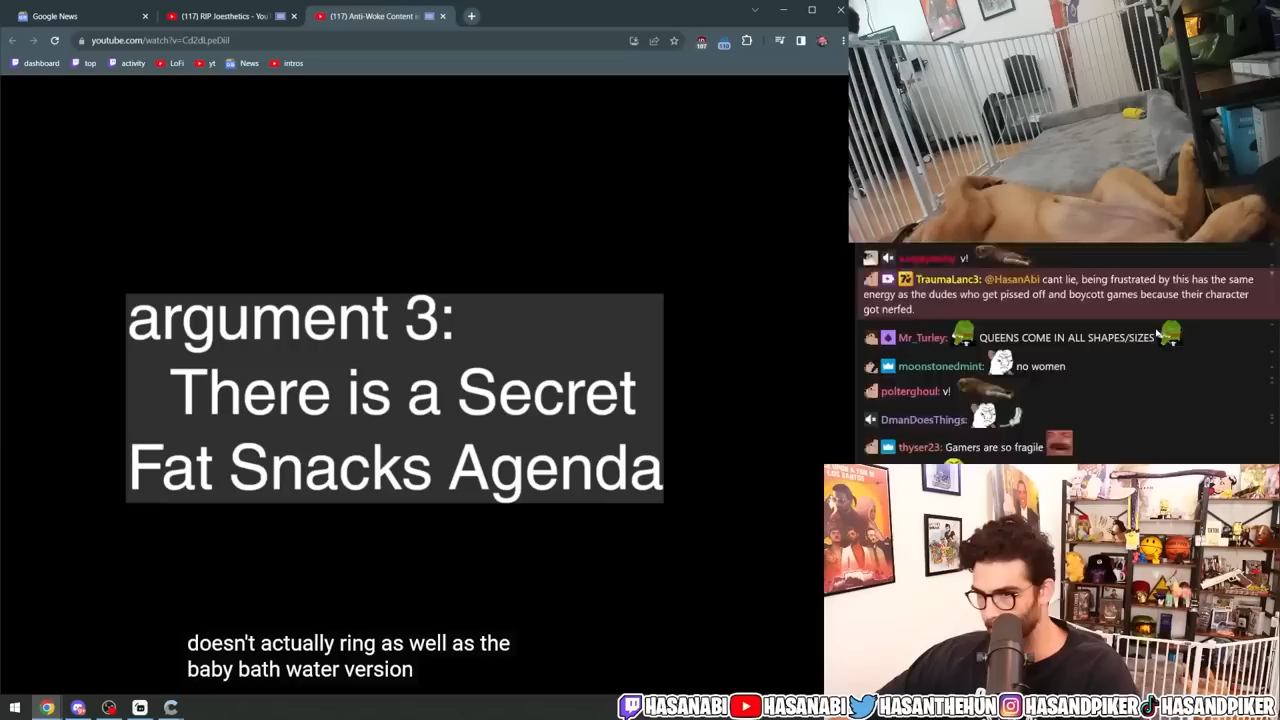 Google News
(117) RIP Joesthetics - YouT
(117) Anti-Woke Content i
youtube.com/watch?v=Cd2dLpeDiiI
dashboard
top
activity
LoFi
yt
News
intros
argument 3:
There is a Secret
Fat Snacks Agenda
doesn't actually ring as well as the
baby bath water version
v!
TraumaLanc3: @HasanAbi cant lie, being frustrated by this has the same
energy as the dudes who get pissed off and boycott games because their character
got nerfed.
Mr_Turley: QUEENS COME IN ALL SHAPES/SIZES
moonstonedmint: no women
polterghoul: v!
DmanDoesThings:
thyser23: Gamers are so fragile
HASANABI
HASANABI
HASANTHEHUN
HASANDPIKER
HASANDPIKER